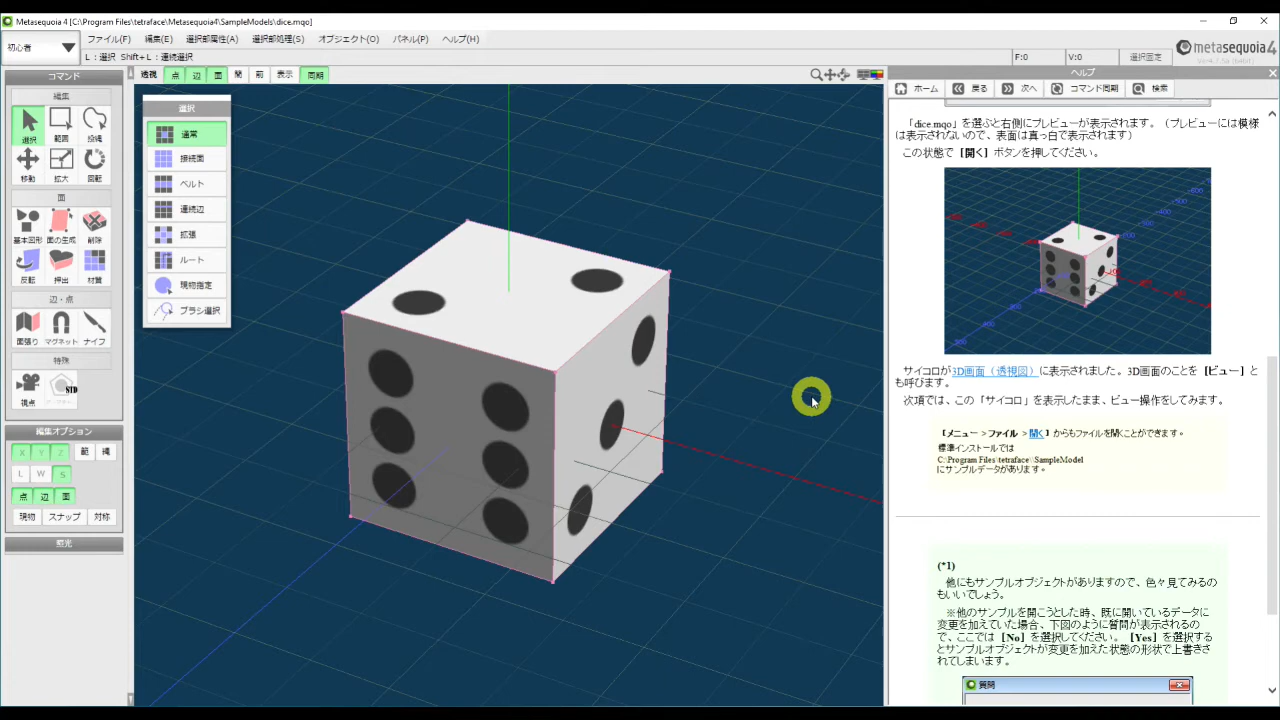 Metasequoia 4 [C:\Program Files\tetraface\Metasequoia4\SampleModels\dice.mqo]
初心者
ファイル(F) 編集(E) 選択部属性(A) 選択部処理(S) オブジェクト(O) パネル(P) ヘルプ(H)
L : 選択 Shift+L : 連続選択
F:0 V:0 選択固定
metasequoia 4
コマンド
透視 点 辺 面 簡 前 表示 同期
ヘルプ
ホーム 戻る 次へ コマンド同期 検索
編集
選択 範囲 投縄
移動 拡大 回転
面
基本図形 面の生成 削除
反転 押出 材質
辺・点
面張り マグネット ナイフ
特殊
視点
STD
編集オプション
X Y Z 範 縄
L W S
点 辺 面
現物 スナップ 対称
照光
選択
通常
接続面
ベルト
連続辺
拡張
ルート
現物指定
ブラシ選択
「dice.mqo」を選ぶと右側にプレビューが表示されます。（プレビューには模様
は表示されないので、表面は真っ白で表示されます）
この状態で［開く］ボタンを押してください。
サイコロが3D画面（透視図）に表示されました。3D画面のことを［ビュー］と
も呼びます。
次項では、この「サイコロ」を表示したまま、ビュー操作をしてみます。
［メニュー > ファイル > 開く］からもファイルを開くことができます。
標準インストールでは
C:\Program Files\tetraface\SampleModel
にサンプルデータがあります。
(*1)
他にもサンプルオブジェクトがありますので、色々見てみるの
もいいでしょう。
※他のサンプルを開こうとした時、既に開いているデータに
変更を加えていた場合、下図のように質問が表示されるの
で、ここでは［No］を選択してください。［Yes］を選択する
とサンプルオブジェクトが変更を加えた状態の形状で上書きさ
れてしまいます。
質問